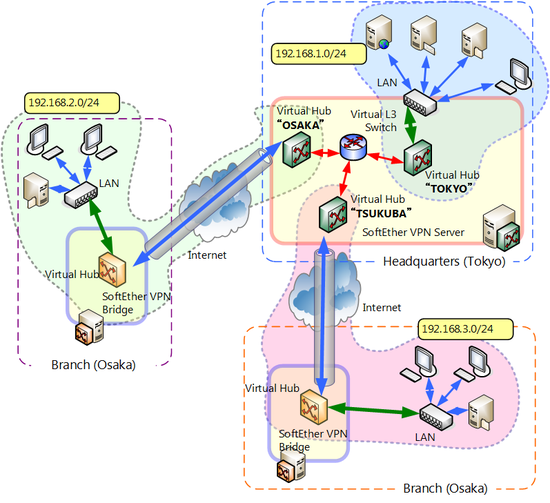 192.168.1.0/24
LAN
192.168.2.0/24
Virtual Hub
"OSAKA"
Virtual L3
Switch
Virtual Hub
"TOKYO"
LAN
Virtual Hub
"TSUKUBA"
SoftEther VPN Server
Internet
Headquarters (Tokyo)
Virtual Hub
SoftEther VPN
Bridge
Branch (Osaka)
Internet
192.168.3.0/24
Virtual Hub
SoftEther VPN
Bridge
LAN
Branch (Osaka)